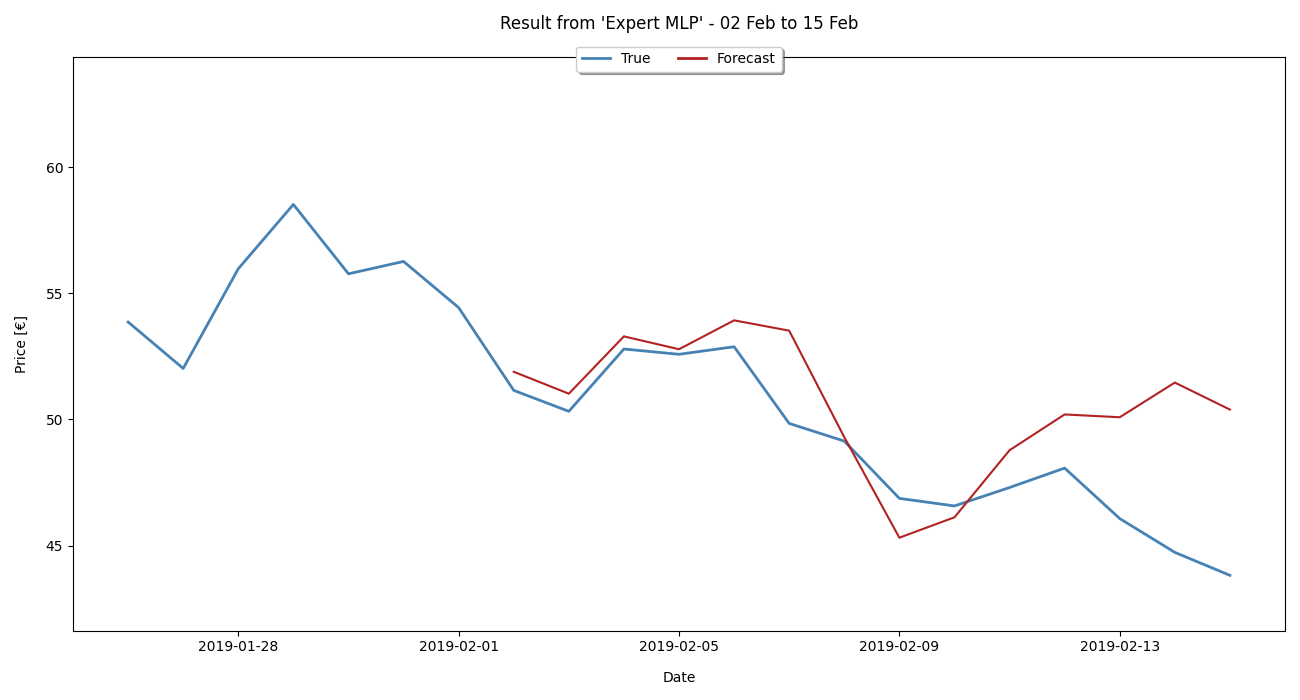 Result from 'Expert MLP' - 02 Feb to 15 Feb
True Forecast
Price [€]
60
55
50
45
2019-01-28 2019-02-01 2019-02-05 2019-02-09 2019-02-13
Date